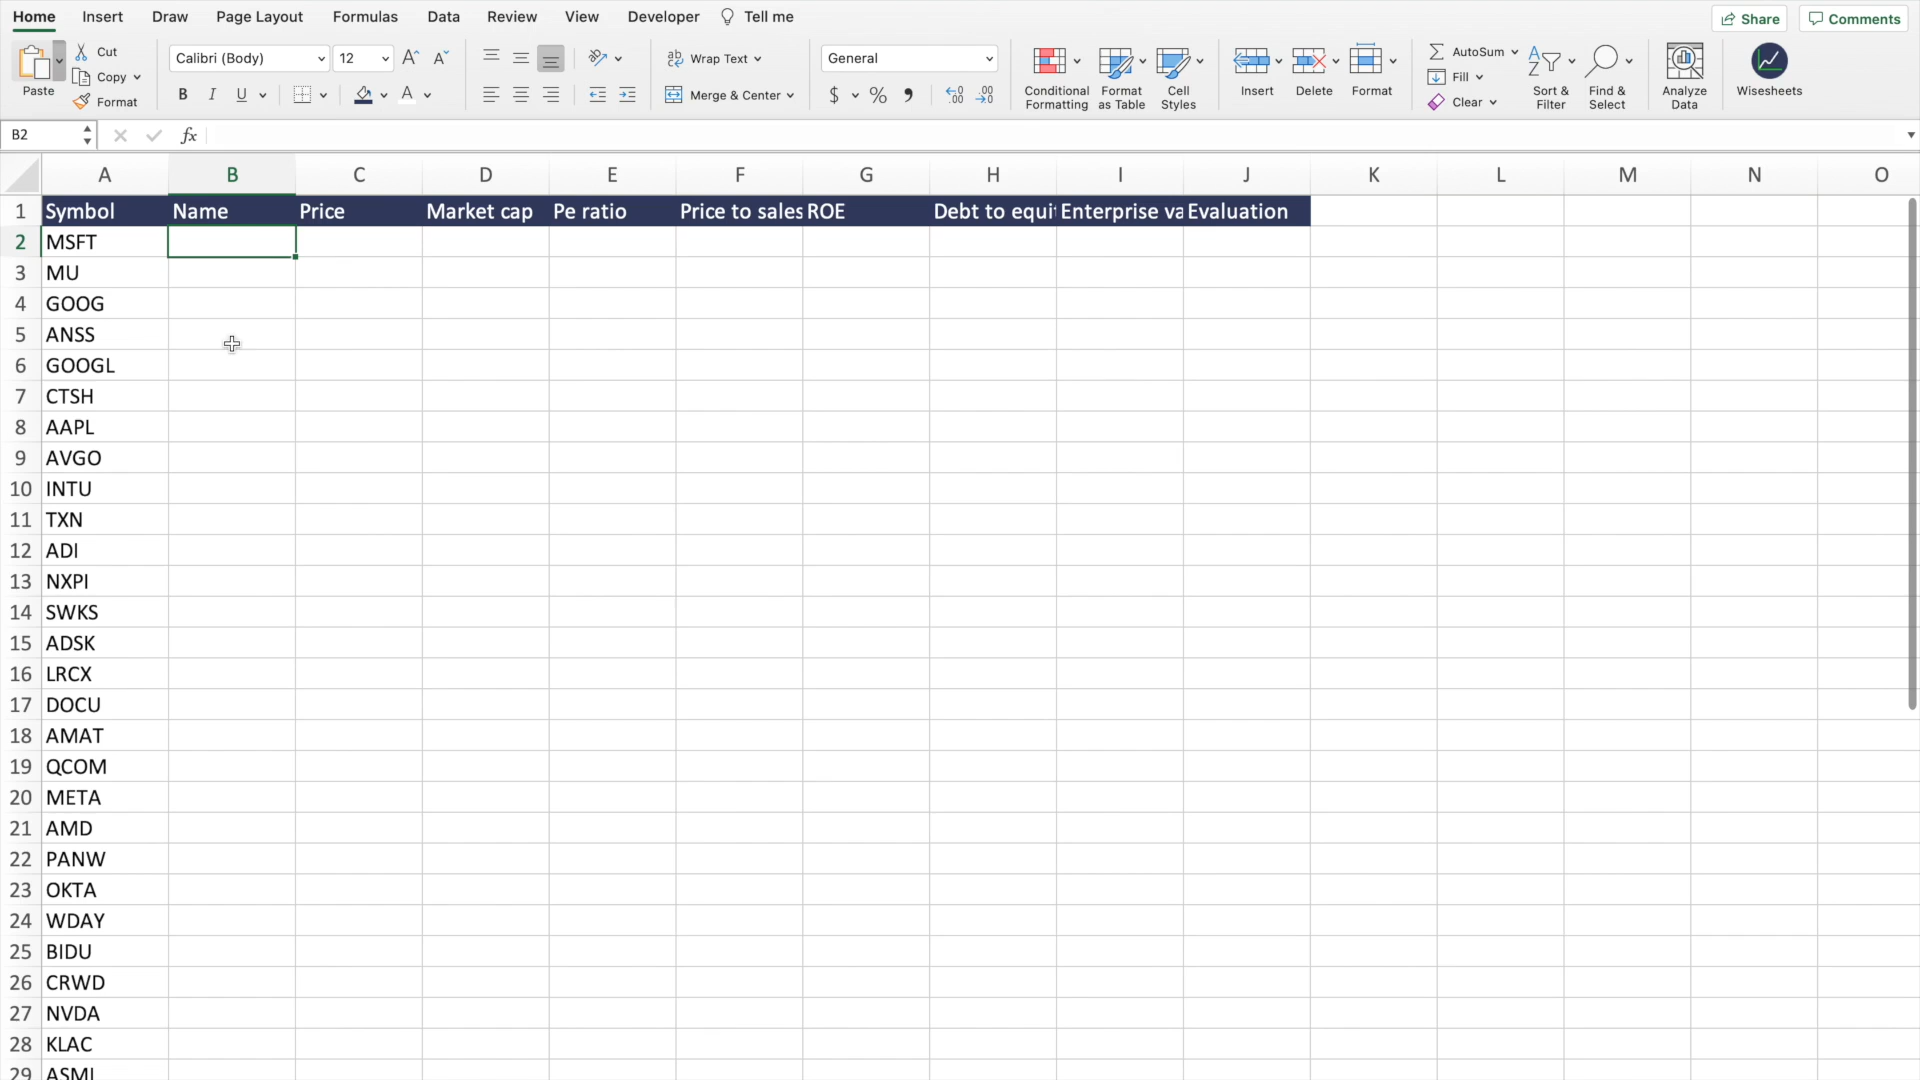 Home Insert Draw Page Layout Formulas Data Review View Developer Tell me Share Comments
Paste Cut Copy Format
Calibri (Body) 12
B I U A
Wrap Text
Merge & Center
General
$ %
Conditional Formatting
Format as Table
Cell Styles
Insert Delete Format
AutoSum
Fill
Clear
Sort & Filter
Find & Select
Analyze Data
Wisesheets
B2 fx
A B C D E F G H I J K L M N O
1 Symbol Name Price Market cap Pe ratio Price to sales ROE Debt to equi Enterprise va Evaluation
2 MSFT
3 MU
4 GOOG
5 ANSS
6 GOOGL
7 CTSH
8 AAPL
9 AVGO
10 INTU
11 TXN
12 ADI
13 NXPI
14 SWKS
15 ADSK
16 LRCX
17 DOCU
18 AMAT
19 QCOM
20 META
21 AMD
22 PANW
23 OKTA
24 WDAY
25 BIDU
26 CRWD
27 NVDA
28 KLAC
29 ASML